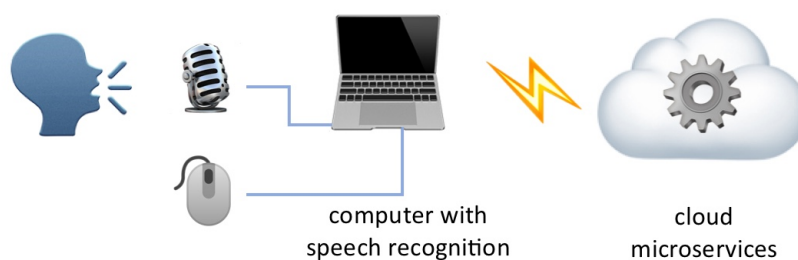 computer with
speech recognition
cloud
microservices